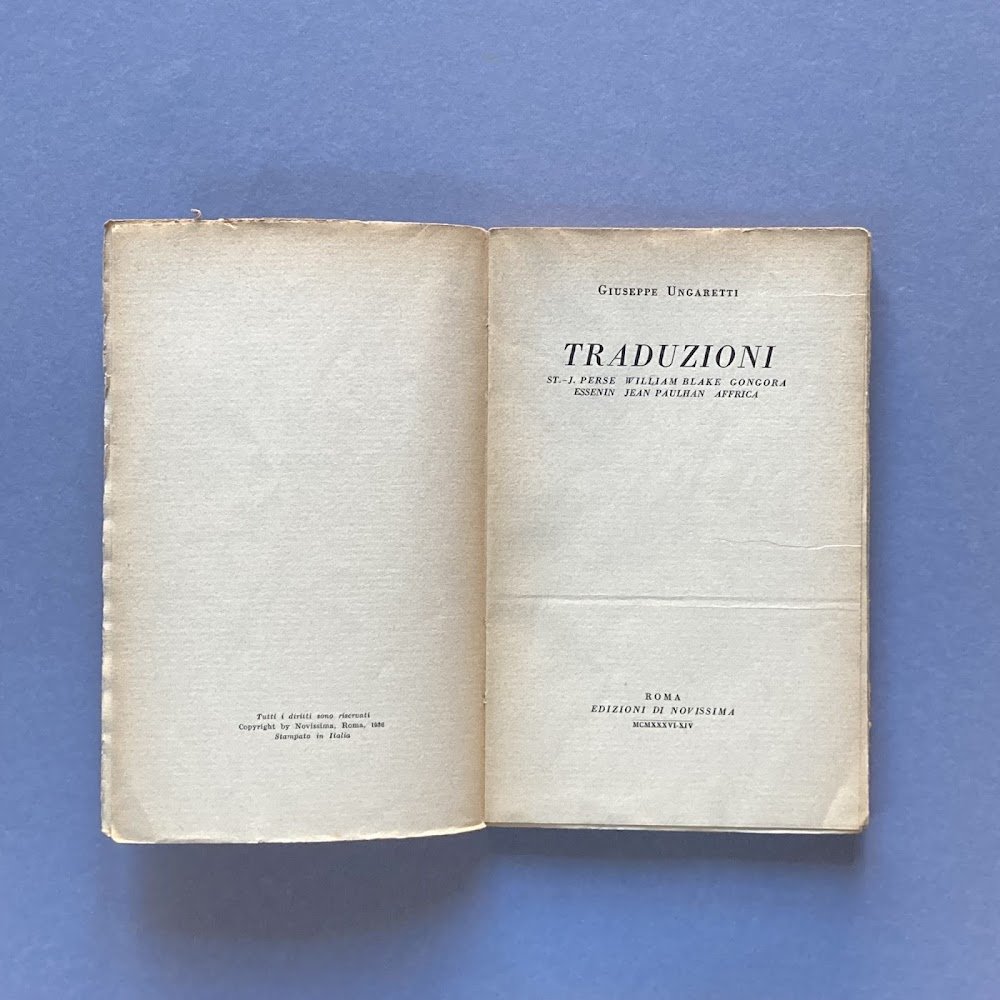 Tutti i diritti sono riservati
Copyright by Novissima, Roma, 1936
Stampato in Italia
GIUSEPPE UNGARETTI
TRADUZIONI
ST.-J. PERSE WILLIAM BLAKE GONGORA
ESSENIN JEAN PAULHAN AFFRICA
ROMA
EDIZIONI DI NOVISSIMA
MCMXXXVI-XIV